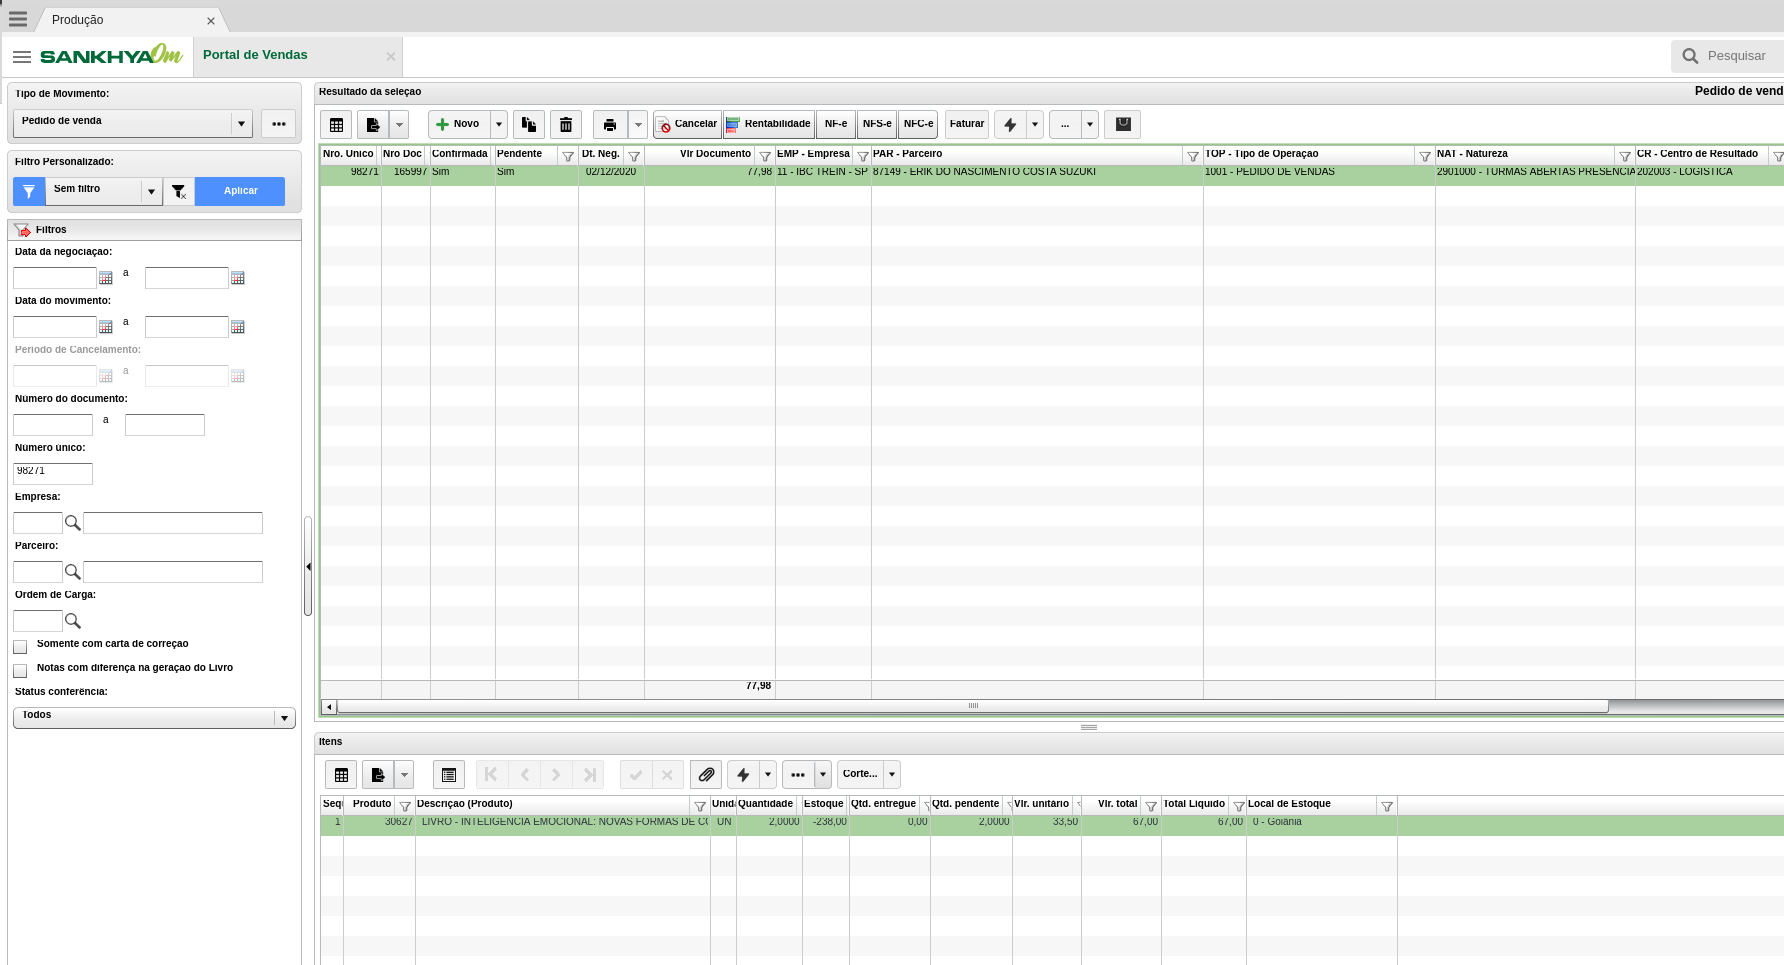 Produção
SANKHYA Om
Portal de Vendas
Pesquisar
Tipo de Movimento:
Pedido de venda
Filtro Personalizado:
Sem filtro
Aplicar
Filtros
Data da negociação:
a
Data do movimento:
a
Período de Cancelamento:
a
Número do documento:
a
Número único:
98271
Empresa:
Parceiro:
Ordem de Carga:
Somente com carta de correção
Notas com diferença na geração do Livro
Status conferência:
Todos
Resultado da seleção
Pedido de vend
Novo Cancelar Rentabilidade NF-e NFS-e NFC-e Faturar ...
Nro. Único Nro Doc Confirmada Pendente Dt. Neg. Vlr Documento EMP - Empresa PAR - Parceiro TOP - Tipo de Operação NAT - Natureza CR - Centro de Resultado
98271 165997 Sim Sim 02/12/2020 77,98 11 - IBC TREIN - SP 87149 - ERIK DO NASCIMENTO COSTA SUZUKI 1001 - PEDIDO DE VENDAS 2901000 - TURMAS ABERTAS PRESENCIA 202003 - LOGISTICA
77,98
Itens
Corte...
Sequ Produto Descrição (Produto) Unida Quantidade Estoque Qtd. entregue Qtd. pendente Vlr. unitário Vlr. total Total Líquido Local de Estoque
1 30627 LIVRO - INTELIGENCIA EMOCIONAL: NOVAS FORMAS DE CO UN 2,0000 -238,00 0,00 2,0000 33,50 67,00 67,00 0 - Goiânia